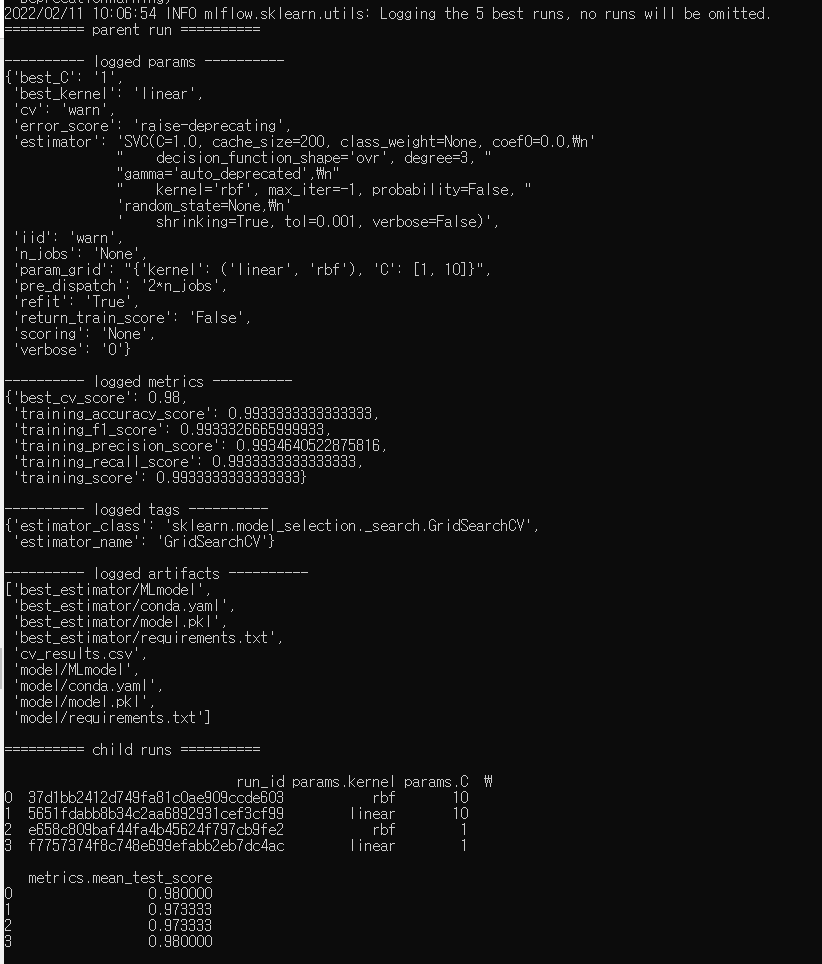 DeprecationWarning)
2022/02/11 10:06:54 INFO mlflow.sklearn.utils: Logging the 5 best runs, no runs will be omitted.
========== parent run ==========
---------- logged params ----------
{'best_C': '1',
 'best_kernel': 'linear',
 'cv': 'warn',
 'error_score': 'raise-deprecating',
 'estimator': 'SVC(C=1.0, cache_size=200, class_weight=None, coef0=0.0,₩n'
              "    decision_function_shape='ovr', degree=3, "
              "gamma='auto_deprecated',₩n"
              "    kernel='rbf', max_iter=-1, probability=False, "
              'random_state=None,₩n'
              '    shrinking=True, tol=0.001, verbose=False)',
 'iid': 'warn',
 'n_jobs': 'None',
 'param_grid': "{'kernel': ('linear', 'rbf'), 'C': [1, 10]}",
 'pre_dispatch': '2*n_jobs',
 'refit': 'True',
 'return_train_score': 'False',
 'scoring': 'None',
 'verbose': '0'}
---------- logged metrics ----------
{'best_cv_score': 0.98,
 'training_accuracy_score': 0.9933333333333333,
 'training_f1_score': 0.9933326665999933,
 'training_precision_score': 0.9934640522875816,
 'training_recall_score': 0.9933333333333333,
 'training_score': 0.9933333333333333}
---------- logged tags ----------
{'estimator_class': 'sklearn.model_selection._search.GridSearchCV',
 'estimator_name': 'GridSearchCV'}
---------- logged artifacts ----------
['best_estimator/MLmodel',
 'best_estimator/conda.yaml',
 'best_estimator/model.pkl',
 'best_estimator/requirements.txt',
 'cv_results.csv',
 'model/MLmodel',
 'model/conda.yaml',
 'model/model.pkl',
 'model/requirements.txt']
========== child runs ==========
                             run_id params.kernel params.C  ₩
0  37d1bb2412d749fa81c0ae909ccde603           rbf       10
1  5651fdabb8b34c2aa6892931cef3cf99        linear       10
2  e658c809baf44fa4b45624f797cb9fe2           rbf        1
3  f7757374f8c748e699efabb2eb7dc4ac        linear        1
   metrics.mean_test_score
0                 0.980000
1                 0.973333
2                 0.973333
3                 0.980000